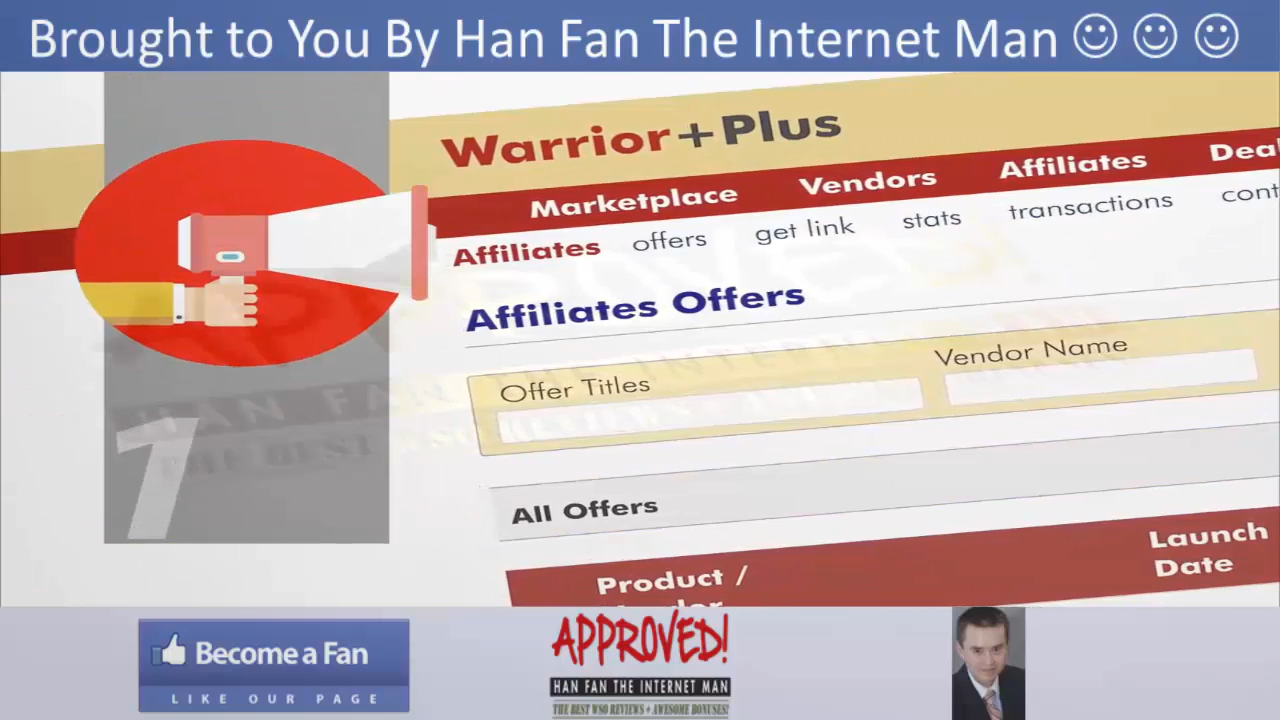 Brought to You By Han Fan The Internet Man
Warrior+Plus
Marketplace Vendors Affiliates
Affiliates offers get link stats transactions
Affiliates Offers
Offer Titles Vendor Name
1
All Offers
Product / Launch
Date
Become a Fan
LIKE OUR PAGE
APPROVED!
HAN FAN THE INTERNET MAN
THE BEST WSO REVIEWS + AWESOME BONUSES!